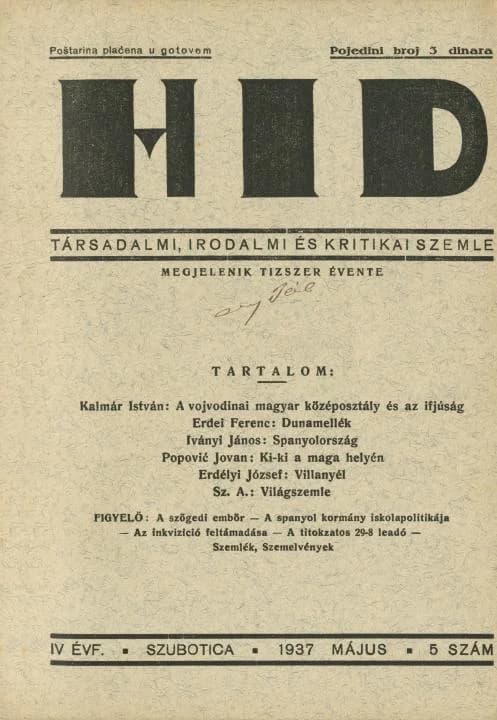 Poštarina plaćena u gotovom
Pojedini broj 3 dinara
HID
TÁRSADALMI, IRODALMI ÉS KRITIKAI SZEMLE
MEGJELENIK TIZSZER ÉVENTE
TARTALOM:
Kalmár István: A vojvodinai magyar középosztály és az ifjúság
Erdei Ferenc: Dunamellék
Iványi János: Spanyolország
Popović Jovan: Ki-ki a maga helyén
Erdélyi József: Villanyél
Sz. A.: Világszemle
FIGYELŐ: A szögedi embör — A spanyol kormány iskolapolitikája
— Az inkvizició feltámadása — A titokzatos 29-8 leadó —
Szemlék, Szemelvények
IV ÉVF. ▪ SZUBOTICA ▪ 1937 MÁJUS ▪ 5 SZÁM